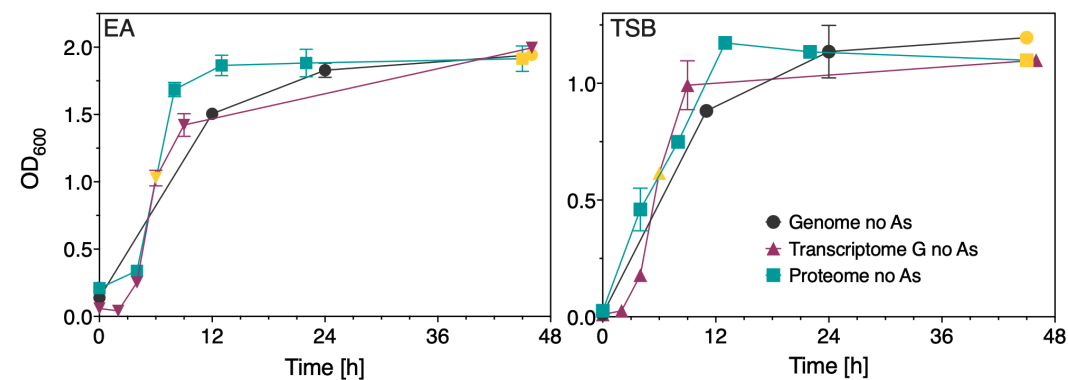 EA
2.0
1.5
1.0
0.5
0.0
OD600
0 12 24 36 48
Time [h]
TSB
1.0
0.5
0.0
Genome no As
Transcriptome G no As
Proteome no As
0 12 24 36 48
Time [h]